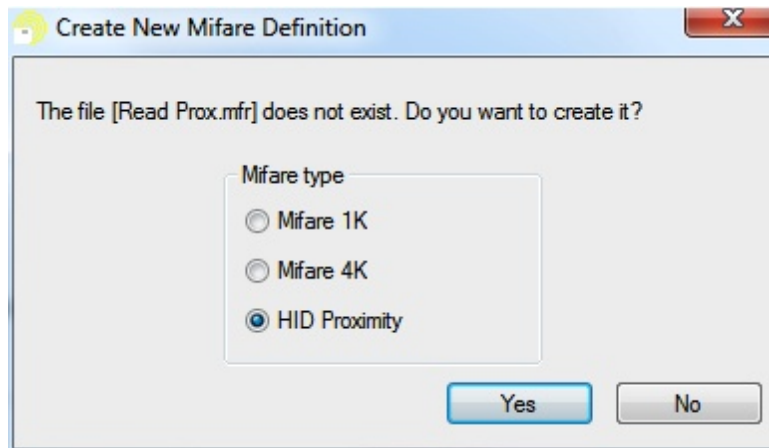 Create New Mifare Definition
The file [Read Prox.mfr] does not exist. Do you want to create it?
Mifare type
Mifare 1K
Mifare 4K
HID Proximity
Yes
No